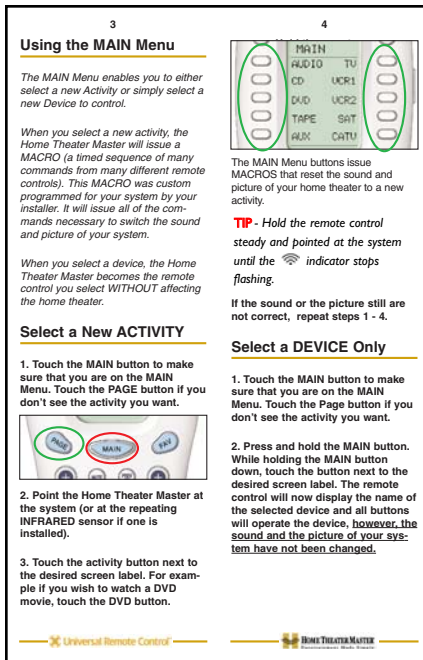 3
Using the MAIN Menu
The MAIN Menu enables you to either
select a new Activity or simply select a
new Device to control.
When you select a new activity, the
Home Theater Master will issue a
MACRO (a timed sequence of many
commands from many different remote
controls). This MACRO was custom
programmed for your system by your
installer. It will issue all of the com-
mands necessary to switch the sound
and picture of your system.
When you select a device, the Home
Theater Master becomes the remote
control you select WITHOUT affecting
the home theater.
Select a New ACTIVITY
1. Touch the MAIN button to make
sure that you are on the MAIN
Menu. Touch the PAGE button if you
don't see the activity you want.
PAGE MAIN FAV
2. Point the Home Theater Master at
the system (or at the repeating
INFRARED sensor if one is
installed).
3. Touch the activity button next to
the desired screen label. For exam-
ple if you wish to watch a DVD
movie, touch the DVD button.
Universal Remote Control
4
MAIN
AUDIO TV
CD VCR1
DVD VCR2
TAPE SAT
AUX CATV
The MAIN Menu buttons issue
MACROS that reset the sound and
picture of your home theater to a new
activity.
TIP - Hold the remote control
steady and pointed at the system
until the indicator stops
flashing.
If the sound or the picture still are
not correct, repeat steps 1 - 4.
Select a DEVICE Only
1. Touch the MAIN button to make
sure that you are on the MAIN
Menu. Touch the Page button if you
don't see the activity you want.
2. Press and hold the MAIN button.
While holding the MAIN button
down, touch the button next to the
desired screen label. The remote
control will now display the name of
the selected device and all buttons
will operate the device, however, the
sound and the picture of your sys-
tem have not been changed.
HOME THEATER MASTER
Entertainment Made Simple